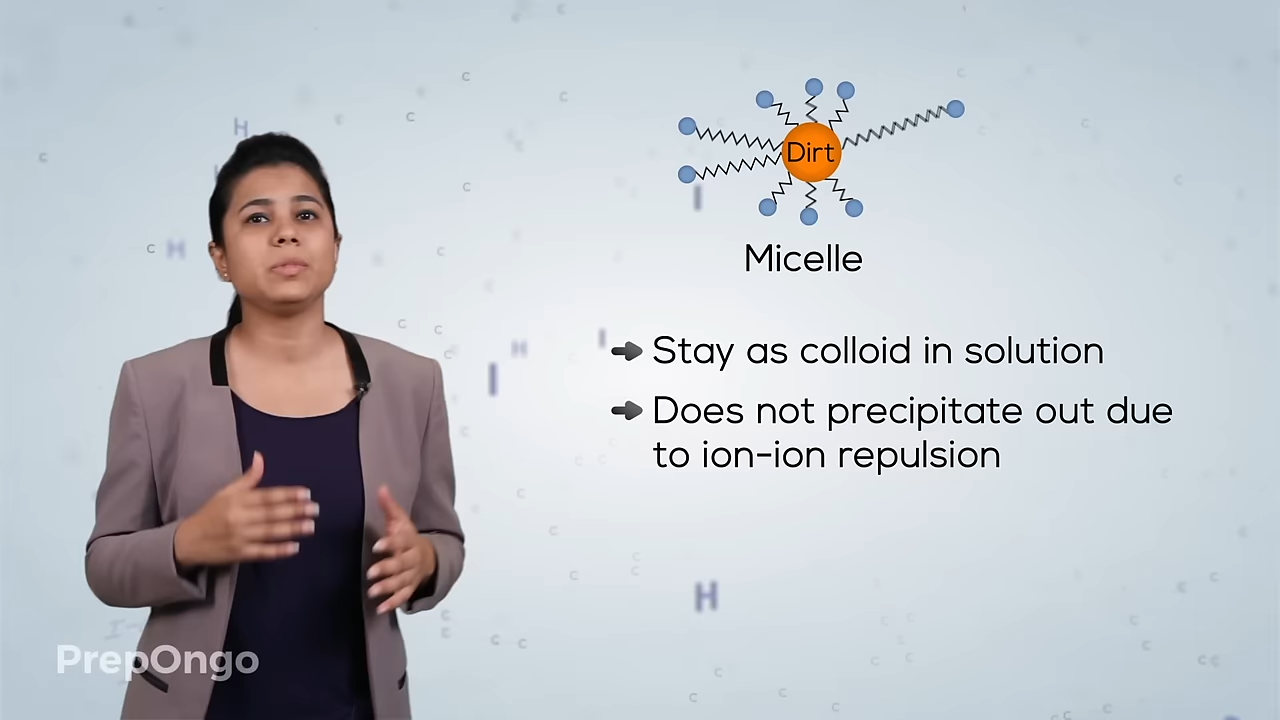 Dirt
Micelle
Stay as colloid in solution
Does not precipitate out due
to ion-ion repulsion
PrepOngo